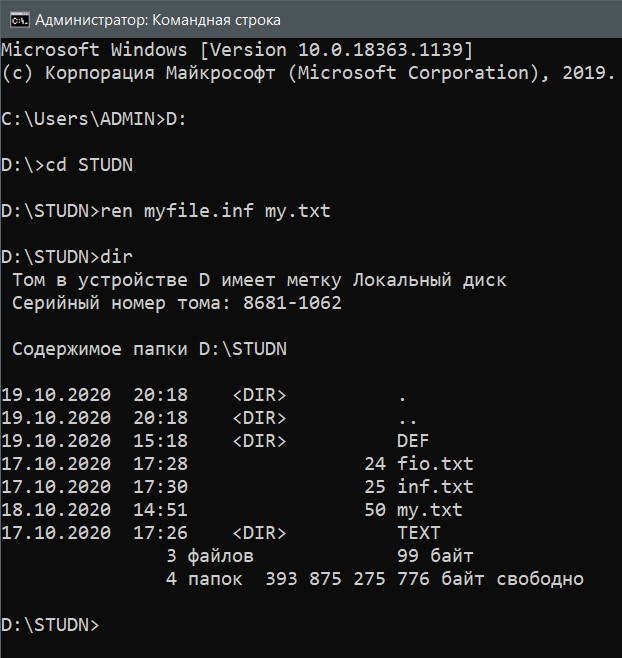 Администратор: Командная строка
Microsoft Windows [Version 10.0.18363.1139]
(c) Корпорация Майкрософт (Microsoft Corporation), 2019.
C:\Users\ADMIN>D:
D:\>cd STUDN
D:\STUDN>ren myfile.inf my.txt
D:\STUDN>dir
Том в устройстве D имеет метку Локальный диск
Серийный номер тома: 8681-1062
Содержимое папки D:\STUDN
19.10.2020  20:18    <DIR>          .
19.10.2020  20:18    <DIR>          ..
19.10.2020  15:18    <DIR>          DEF
17.10.2020  17:28                24 fio.txt
17.10.2020  17:30                25 inf.txt
18.10.2020  14:51                50 my.txt
17.10.2020  17:26    <DIR>          TEXT
3 файлов             99 байт
4 папок  393 875 275 776 байт свободно
D:\STUDN>